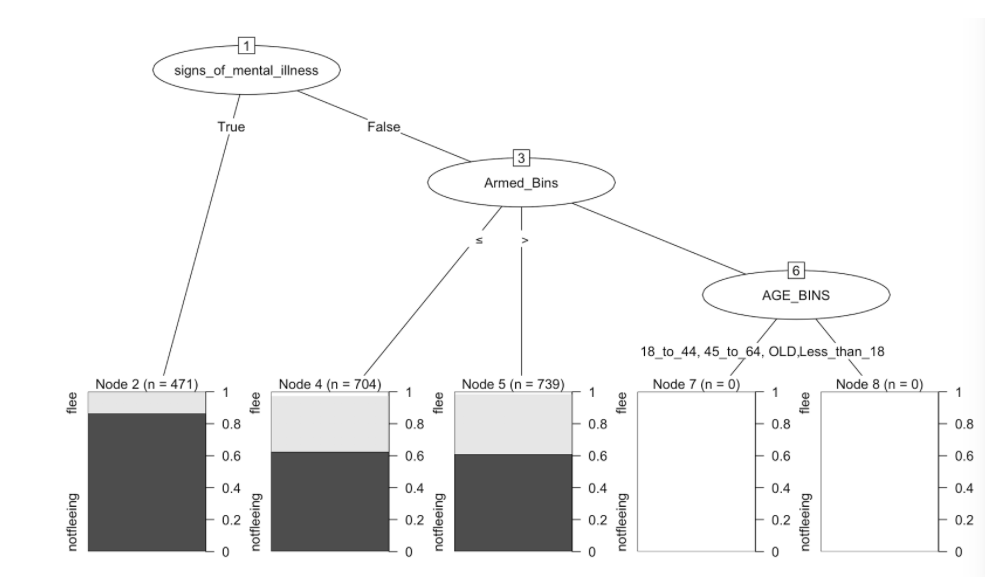 1
signs_of_mental_illness
True
False
3
Armed_Bins
≤
>
6
AGE_BINS
18_to_44, 45_to_64, OLD,Less_than_18
Node 2 (n = 471)
flee
notfleeing
1
0.8
0.6
0.4
0.2
0
Node 4 (n = 704)
flee
notfleeing
1
0.8
0.6
0.4
0.2
0
Node 5 (n = 739)
flee
notfleeing
1
0.8
0.6
0.4
0.2
0
Node 7 (n = 0)
flee
notfleeing
1
0.8
0.6
0.4
0.2
0
Node 8 (n = 0)
flee
notfleeing
1
0.8
0.6
0.4
0.2
0